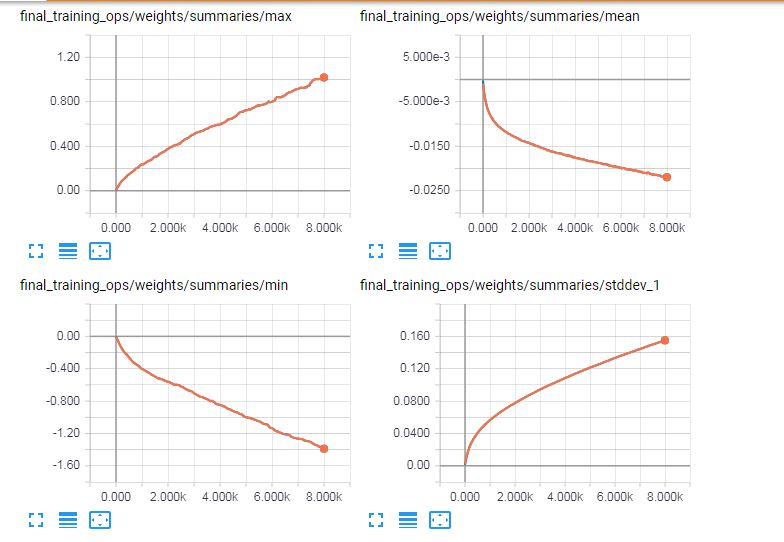 final_training_ops/weights/summaries/max
1.20
0.800
0.400
0.00
0.000 2.000k 4.000k 6.000k 8.000k
final_training_ops/weights/summaries/mean
5.000e-3
-5.000e-3
-0.0150
-0.0250
0.000 2.000k 4.000k 6.000k 8.000k
final_training_ops/weights/summaries/min
0.00
-0.400
-0.800
-1.20
-1.60
0.000 2.000k 4.000k 6.000k 8.000k
final_training_ops/weights/summaries/stddev_1
0.160
0.120
0.0800
0.0400
0.00
0.000 2.000k 4.000k 6.000k 8.000k